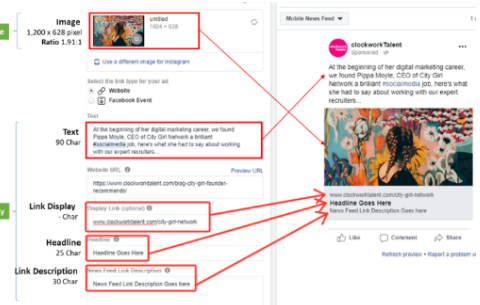 Image
1,200 x 628 pixel
Ratio 1.91:1
untitled
1024 × 638
Use a different image for Instagram
Select the link type for your ad
Website
Facebook Event
Text
90 Char
Text
At the beginning of her digital marketing career, we found
Pippa Moyle, CEO of City Girl Network a brilliant
#socialmedia job, here's what she had to say about working
with our expert recruiters...
Website URL
Preview URL
https://www.clockworktalent.com/blog-city-girl-founder-
recommends/
Link Display
- Char
Display Link (optional)
www.clockworktalent.com/city-girl-network
Headline
25 Char
Headline
Headline Goes Here
Link Description
30 Char
News Feed Link Description
News Feed Link Description Goes here
Mobile News Feed
clockworkTalent
Sponsored
At the beginning of her digital marketing career,
we found Pippa Moyle, CEO of City Girl
Network a brilliant #socialmedia job, here's what
she had to say about working with our expert
recruiters...
www.clockworktalent.com/city-girl-network
Headline Goes Here
News Feed Link Description Goes here
Like
Comment
Share
Refresh preview • Report a problem